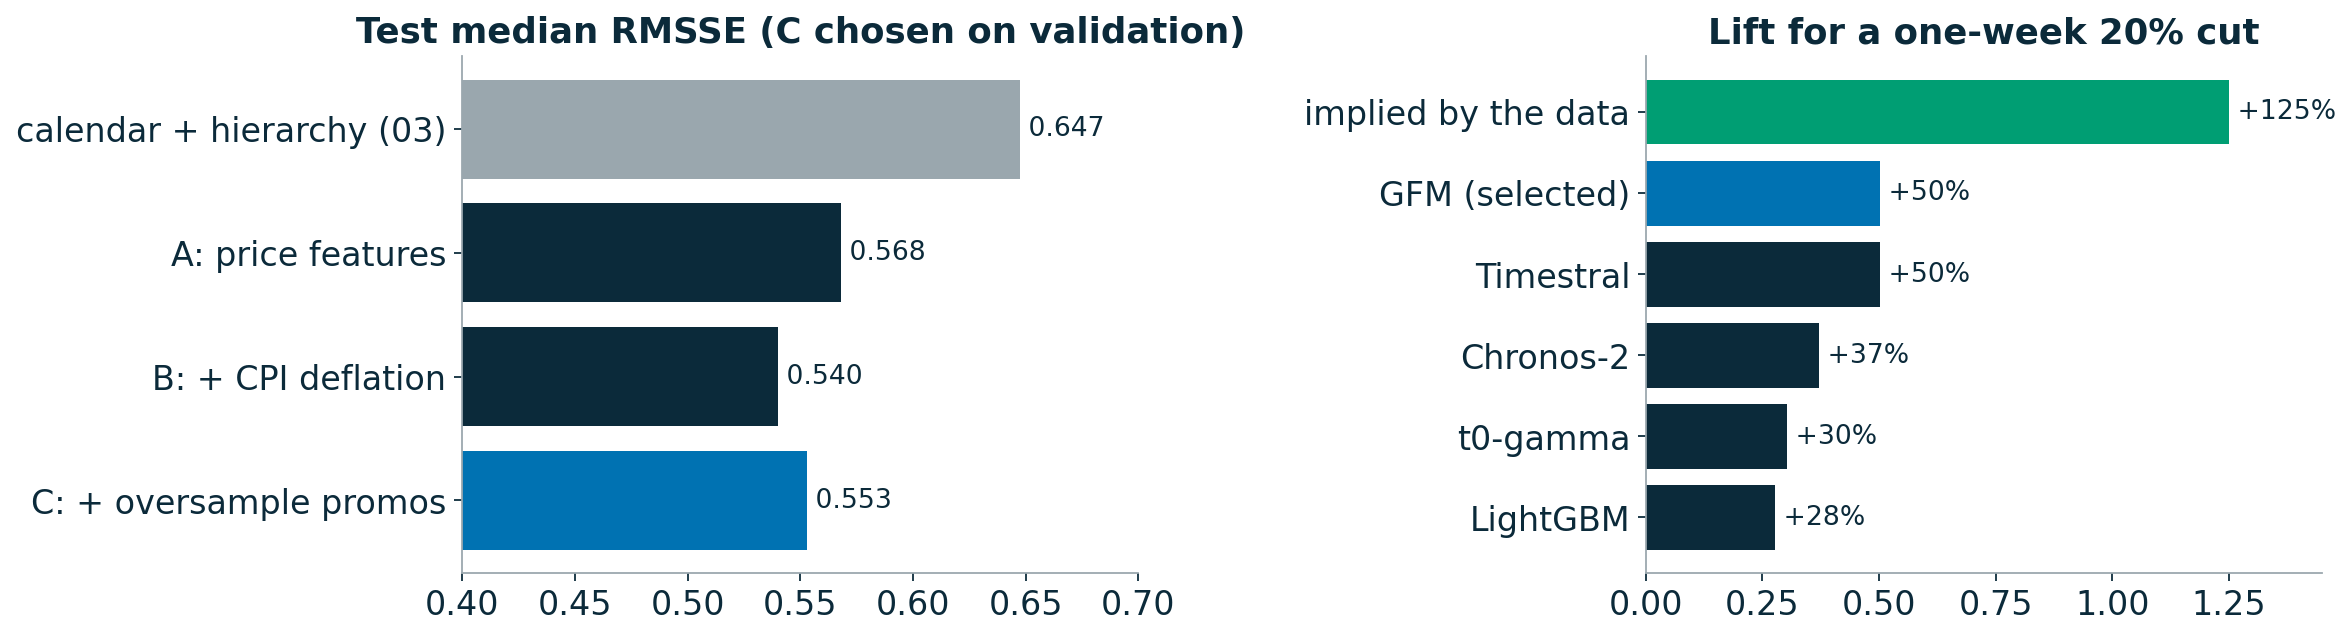 Test median RMSSE (C chosen on validation)
calendar + hierarchy (03)
0.647
A: price features
0.568
B: + CPI deflation
0.540
C: + oversample promos
0.553
0.40 0.45 0.50 0.55 0.60 0.65 0.70
Lift for a one-week 20% cut
implied by the data
+125%
GFM (selected)
+50%
Timestral
+50%
Chronos-2
+37%
t0-gamma
+30%
LightGBM
+28%
0.00 0.25 0.50 0.75 1.00 1.25